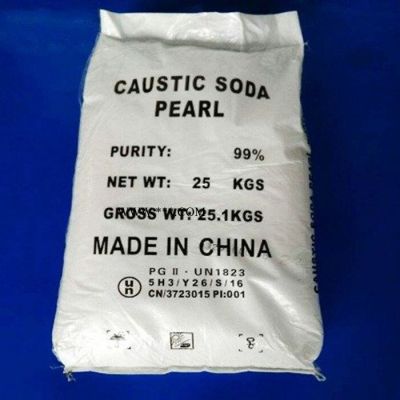 CAUSTIC SODA
PEARL
PURITY: 99%
NET WT: 25 KGS
GROSS WT: 25.1KGS
MADE IN CHINA
PG II · UN1823
un
5H3/Y26/S/16
CN/3723015 PI:001